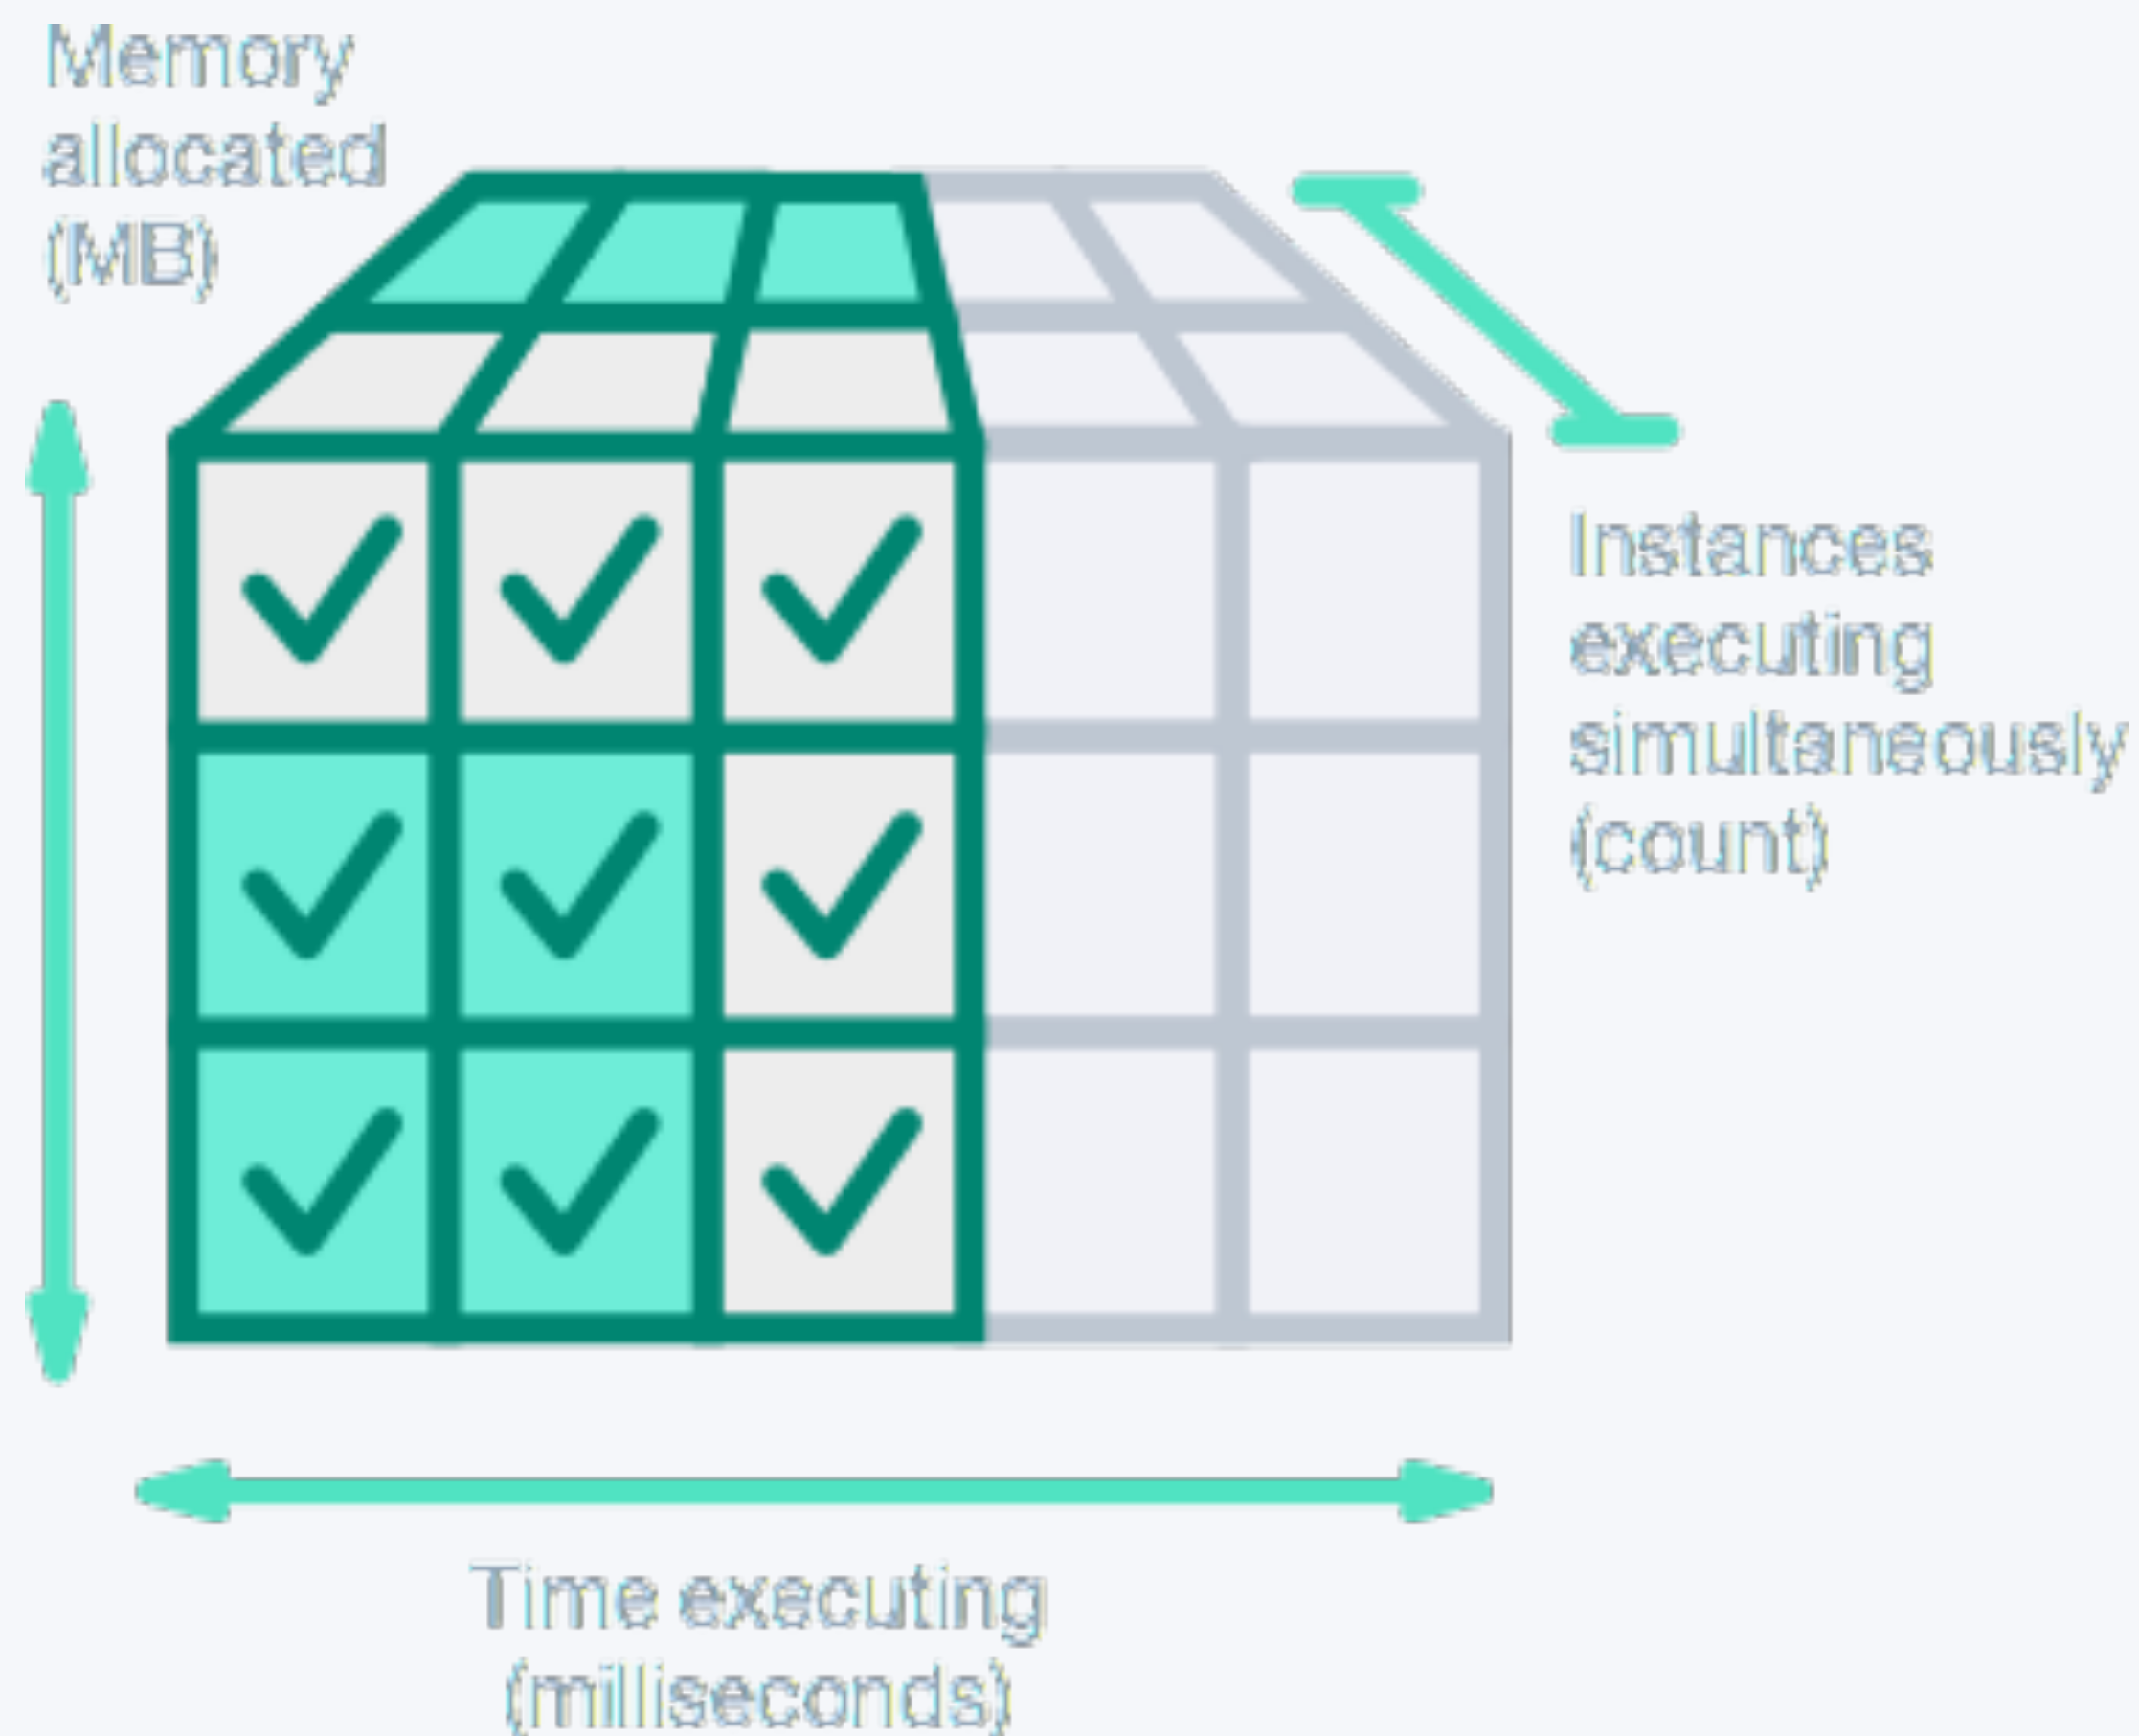 Memory
allocated
(MB)
Instances
executing
simultaneously
(count)
Time executing
(milliseconds)